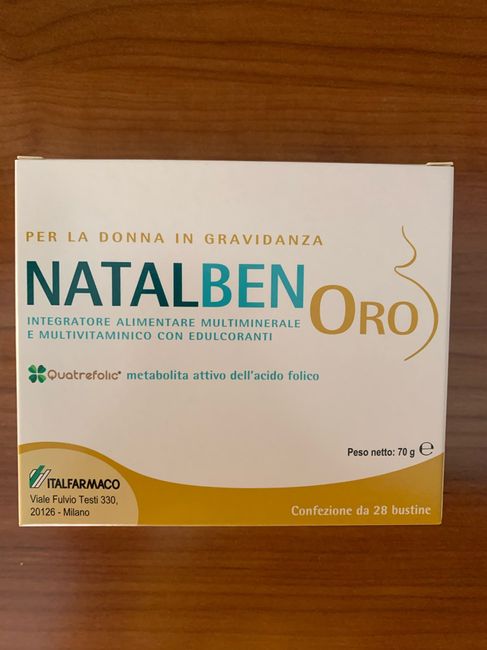 PER LA DONNA IN GRAVIDANZA
NATALBEN ORO
INTEGRATORE ALIMENTARE MULTIMINERALE
E MULTIVITAMINICO CON EDULCORANTI
Quatrefolic® metabolita attivo dell'acido folico
Peso netto: 70 g ℮
ITALFARMACO
Viale Fulvio Testi 330,
20126 - Milano
Confezione da 28 bustine